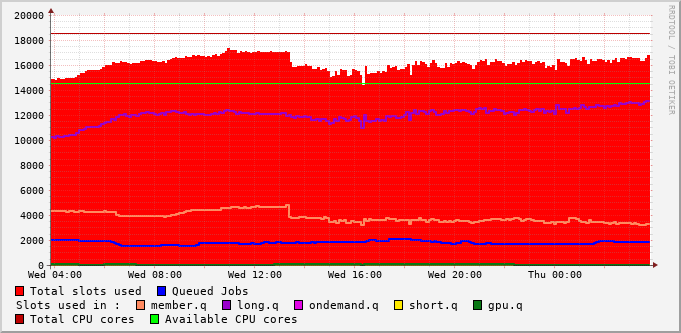 20000
18000
16000
14000
12000
10000
8000
6000
4000
2000
0
Wed 04:00 Wed 08:00 Wed 12:00 Wed 16:00 Wed 20:00 Thu 00:00
RRDTOOL / TOBI OETIKER
Total slots used Queued Jobs
Slots used in : member.q long.q ondemand.q short.q gpu.q
Total CPU cores Available CPU cores